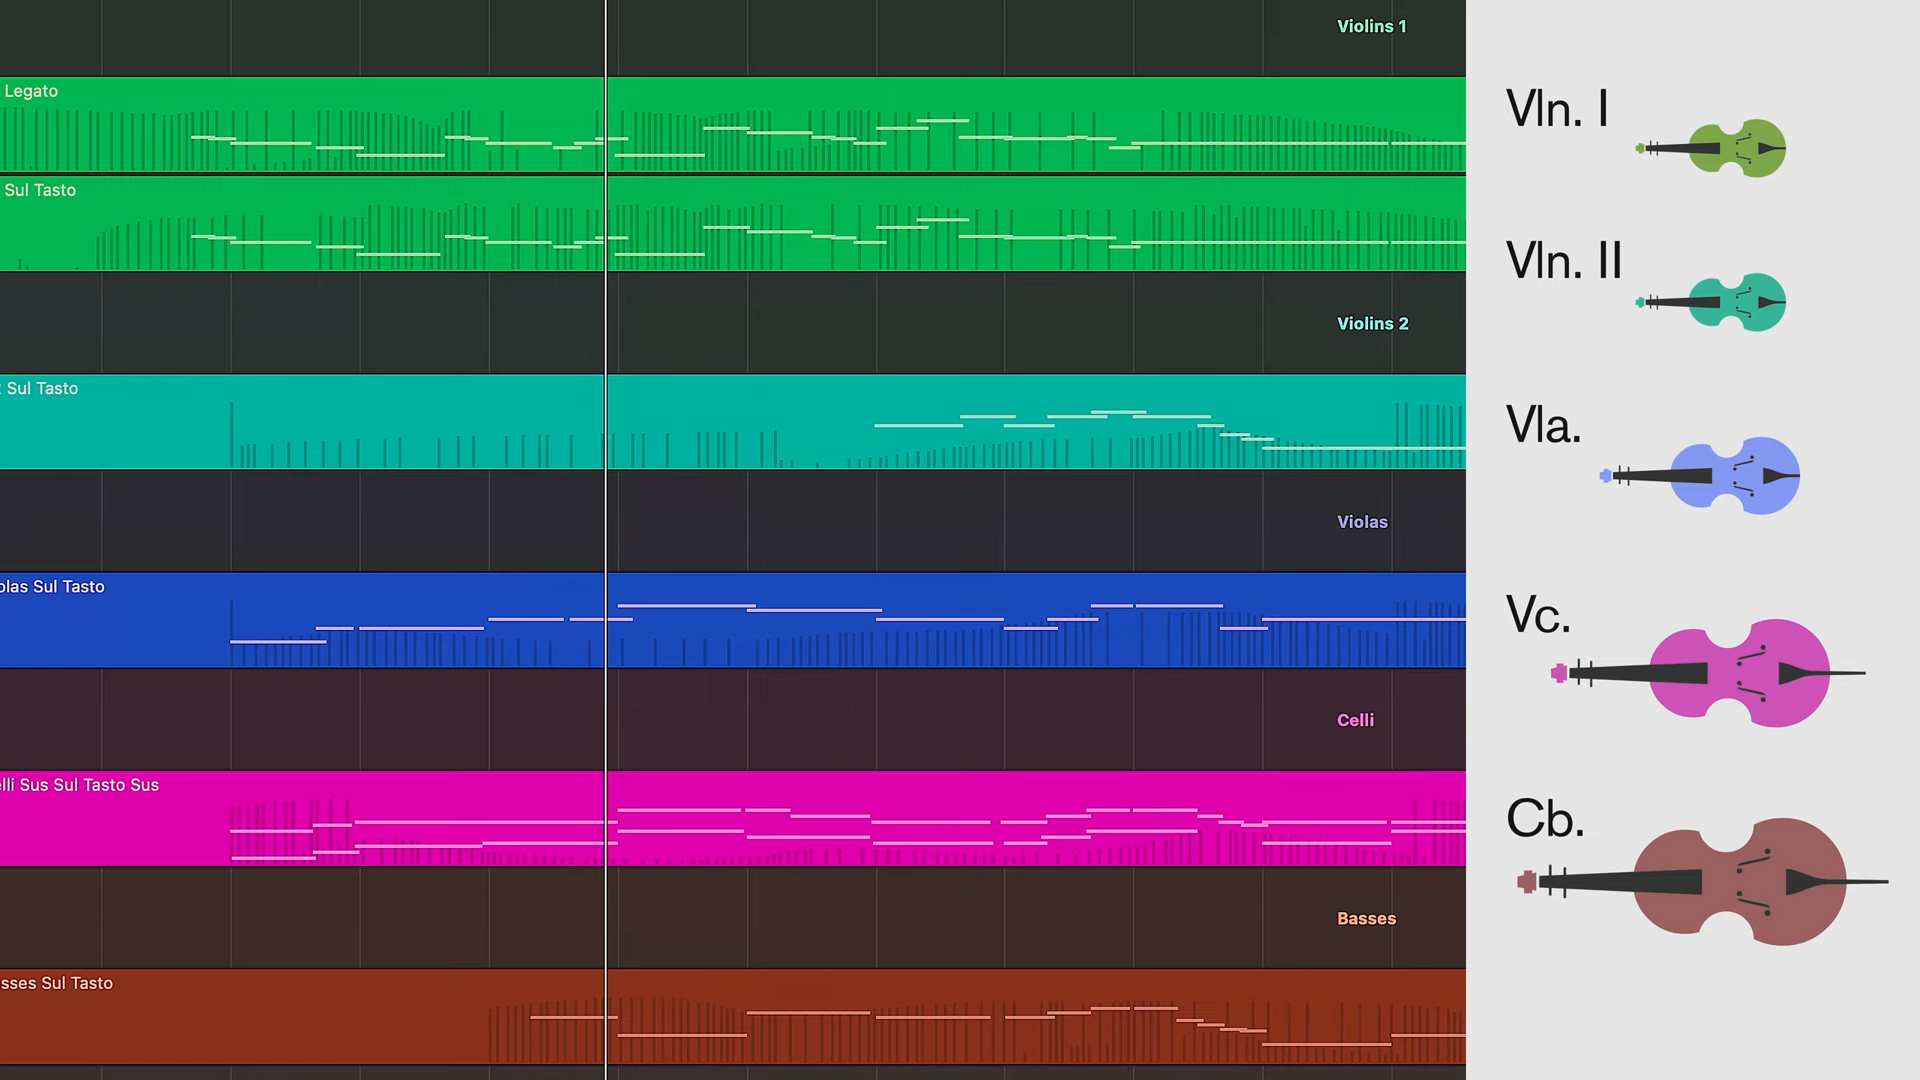 Violins 1
Legato
Sul Tasto
Violins 2
Sul Tasto
Violas
olas Sul Tasto
Celli
elli Sus Sul Tasto Sus
Basses
sses Sul Tasto
Vln. I
Vln. II
Vla.
Vc.
Cb.